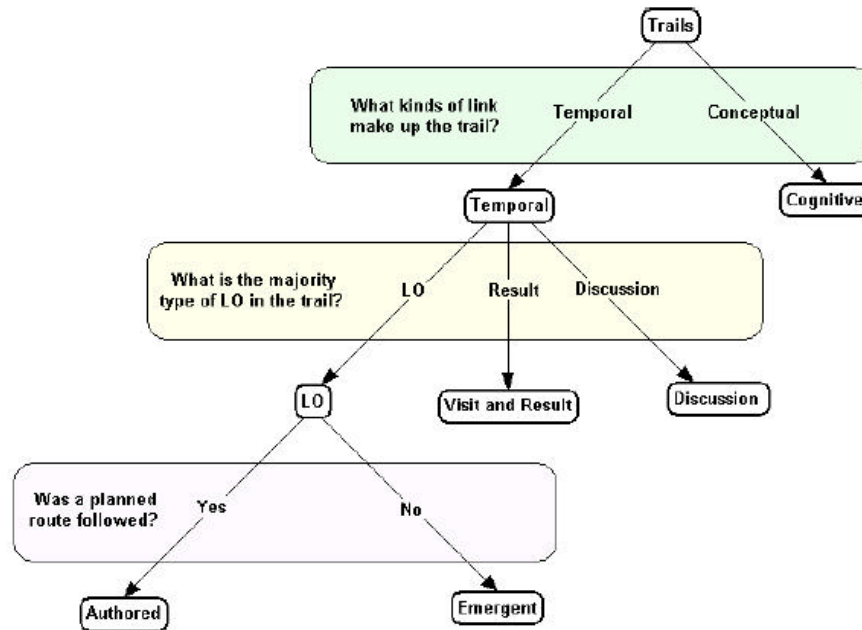 Trails
What kinds of link
make up the trail?
Temporal
Conceptual
Temporal
Cognitive
What is the majority
type of LO in the trail?
LO
Result
Discussion
LO
Visit and Result
Discussion
Was a planned
route followed?
Yes
No
Authored
Emergent